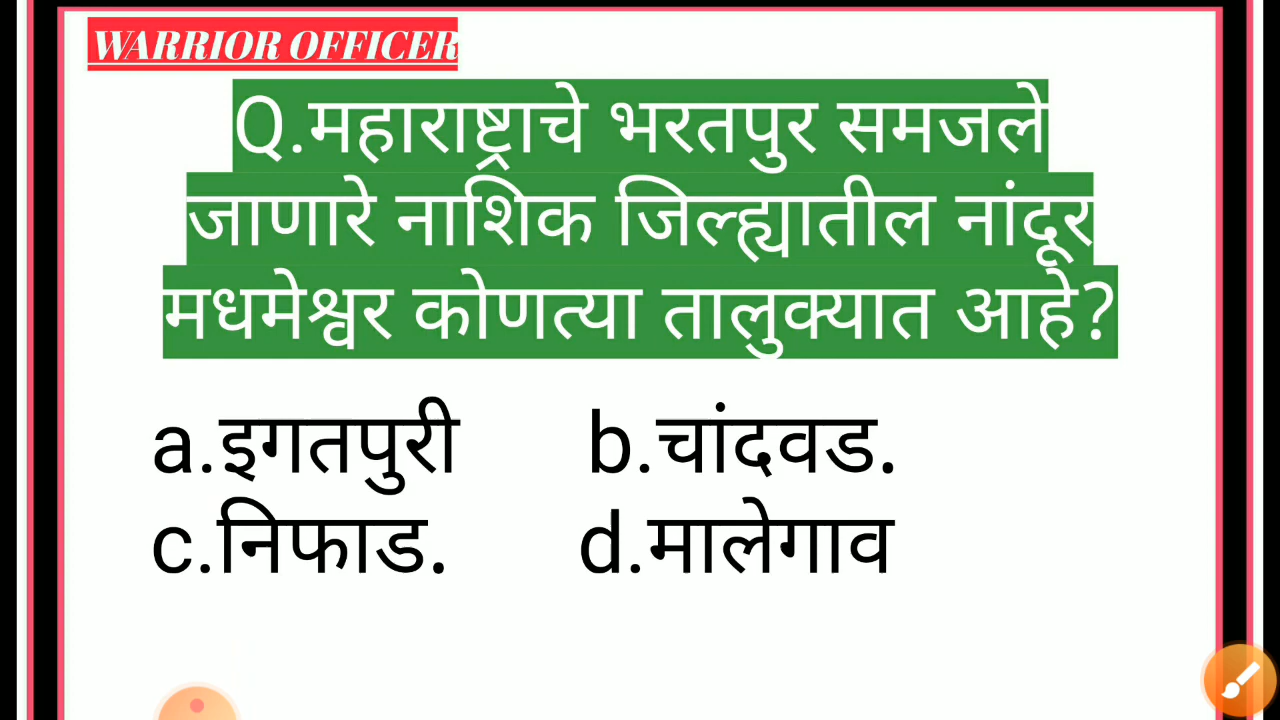 WARRIOR OFFICER
Q.महाराष्ट्राचे भरतपुर समजले
जाणारे नाशिक जिल्ह्यातील नांदूर
मधमेश्वर कोणत्या तालुक्यात आहे?
a.इगतपुरी b.चांदवड.
c.निफाड. d.मालेगाव